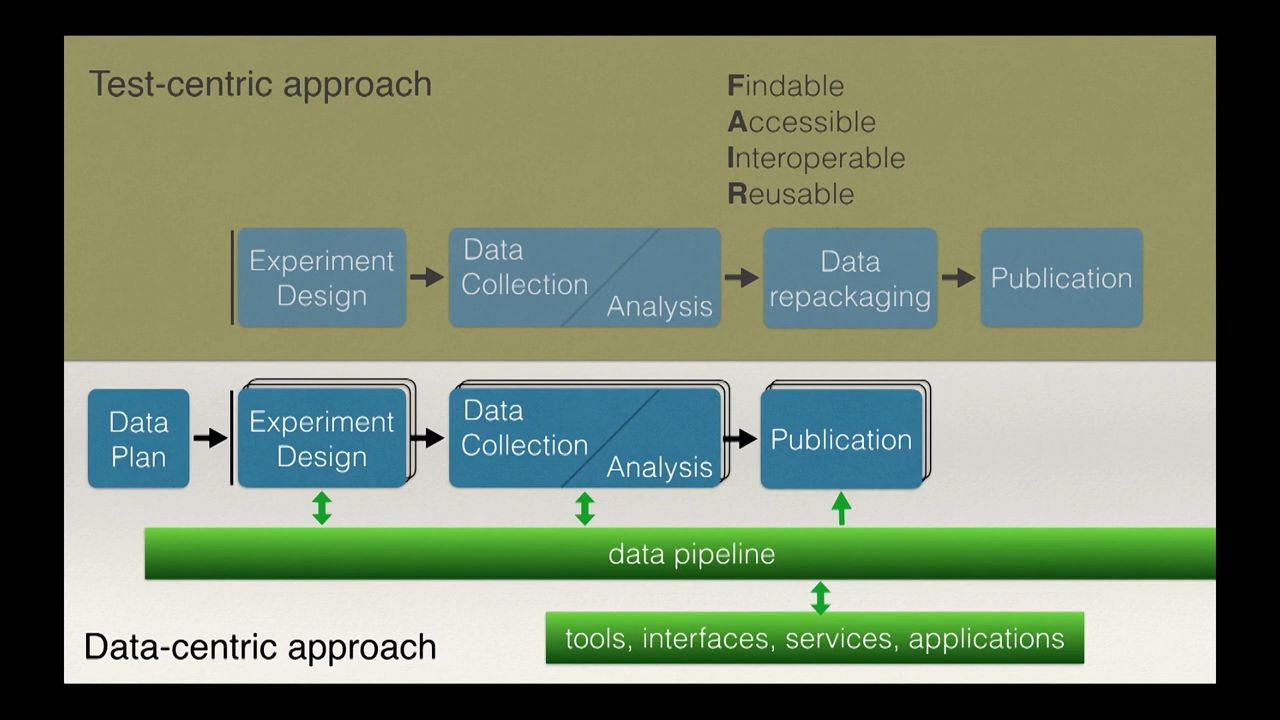 Test-centric approach
Findable
Accessible
Interoperable
Reusable
Experiment
Design
Data
Collection
Analysis
Data
repackaging
Publication
Data
Plan
Experiment
Design
Data
Collection
Analysis
Publication
data pipeline
tools, interfaces, services, applications
Data-centric approach